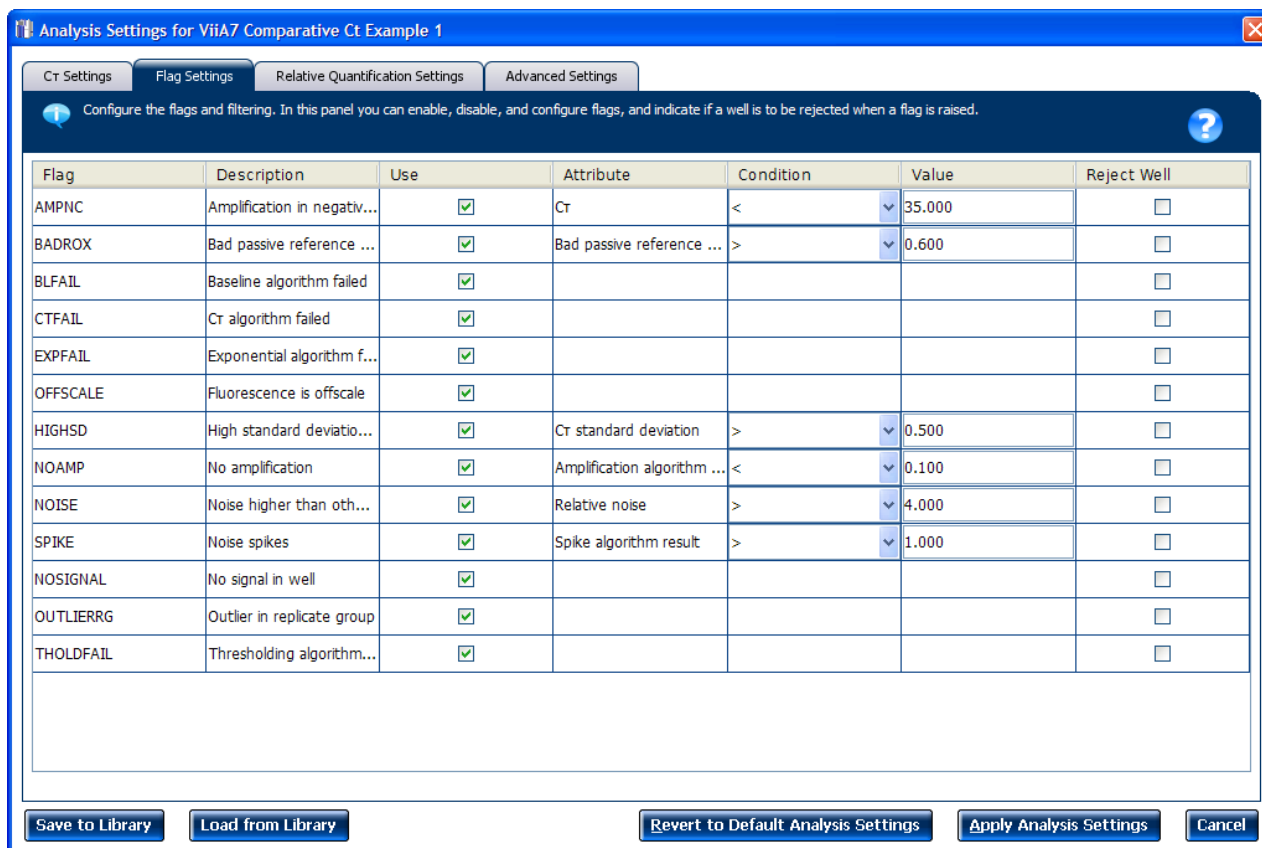 Analysis Settings for ViiA7 Comparative Ct Example 1
Cᴛ Settings Flag Settings Relative Quantification Settings Advanced Settings
Configure the flags and filtering. In this panel you can enable, disable, and configure flags, and indicate if a well is to be rejected when a flag is raised.
?
Flag Description Use Attribute Condition Value Reject Well
AMPNC Amplification in negativ... Cᴛ < 35.000
BADROX Bad passive reference ... Bad passive reference ... > 0.600
BLFAIL Baseline algorithm failed
CTFAIL Cᴛ algorithm failed
EXPFAIL Exponential algorithm f...
OFFSCALE Fluorescence is offscale
HIGHSD High standard deviatio... Cᴛ standard deviation > 0.500
NOAMP No amplification Amplification algorithm ... < 0.100
NOISE Noise higher than oth... Relative noise > 4.000
SPIKE Noise spikes Spike algorithm result > 1.000
NOSIGNAL No signal in well
OUTLIERRG Outlier in replicate group
THOLDFAIL Thresholding algorithm...
Save to Library Load from Library Revert to Default Analysis Settings Apply Analysis Settings Cancel